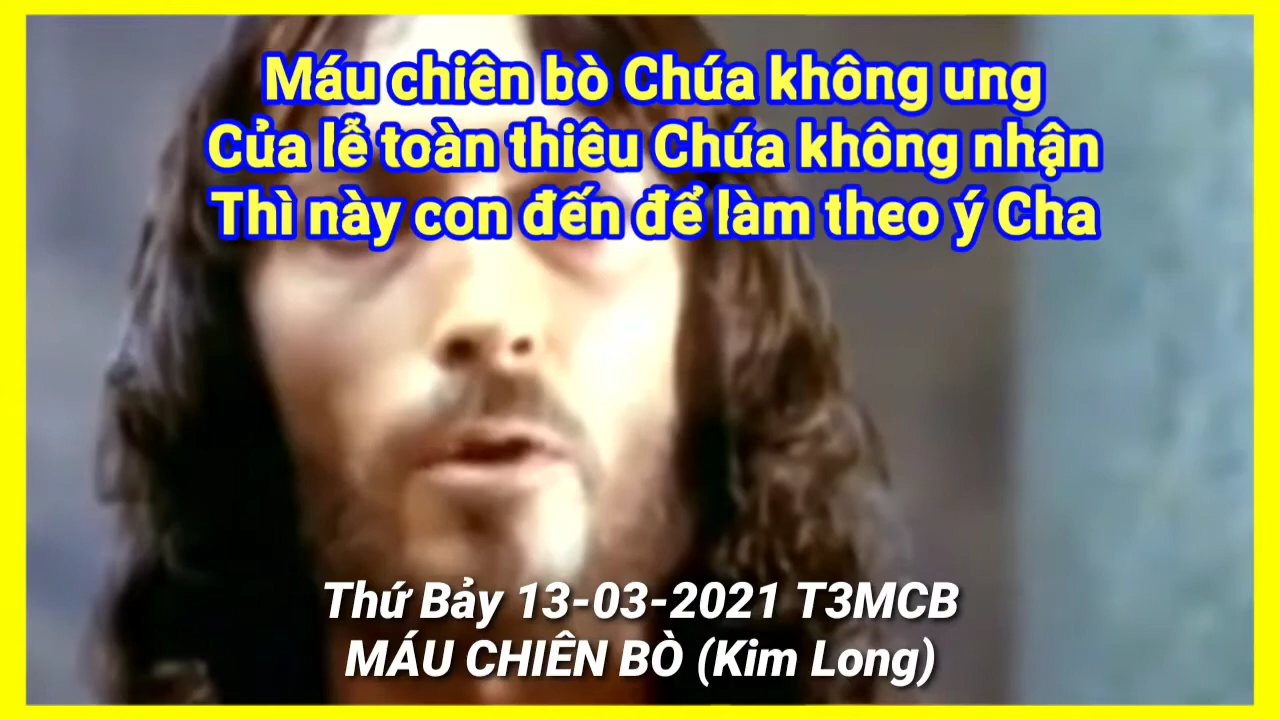 Máu chiên bò Chúa không ưng
Của lễ toàn thiêu Chúa không nhận
Thì này con đến để làm theo ý Cha
Thứ Bảy 13-03-2021 T3MCB
MÁU CHIÊN BÒ (Kim Long)